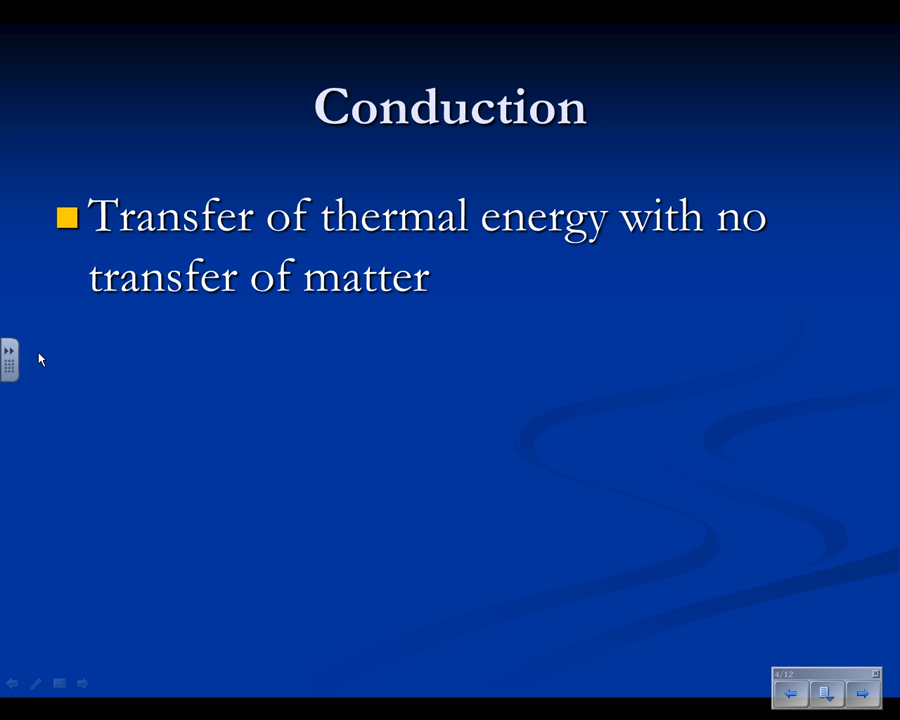 Conduction
Transfer of thermal energy with no
transfer of matter
4/12